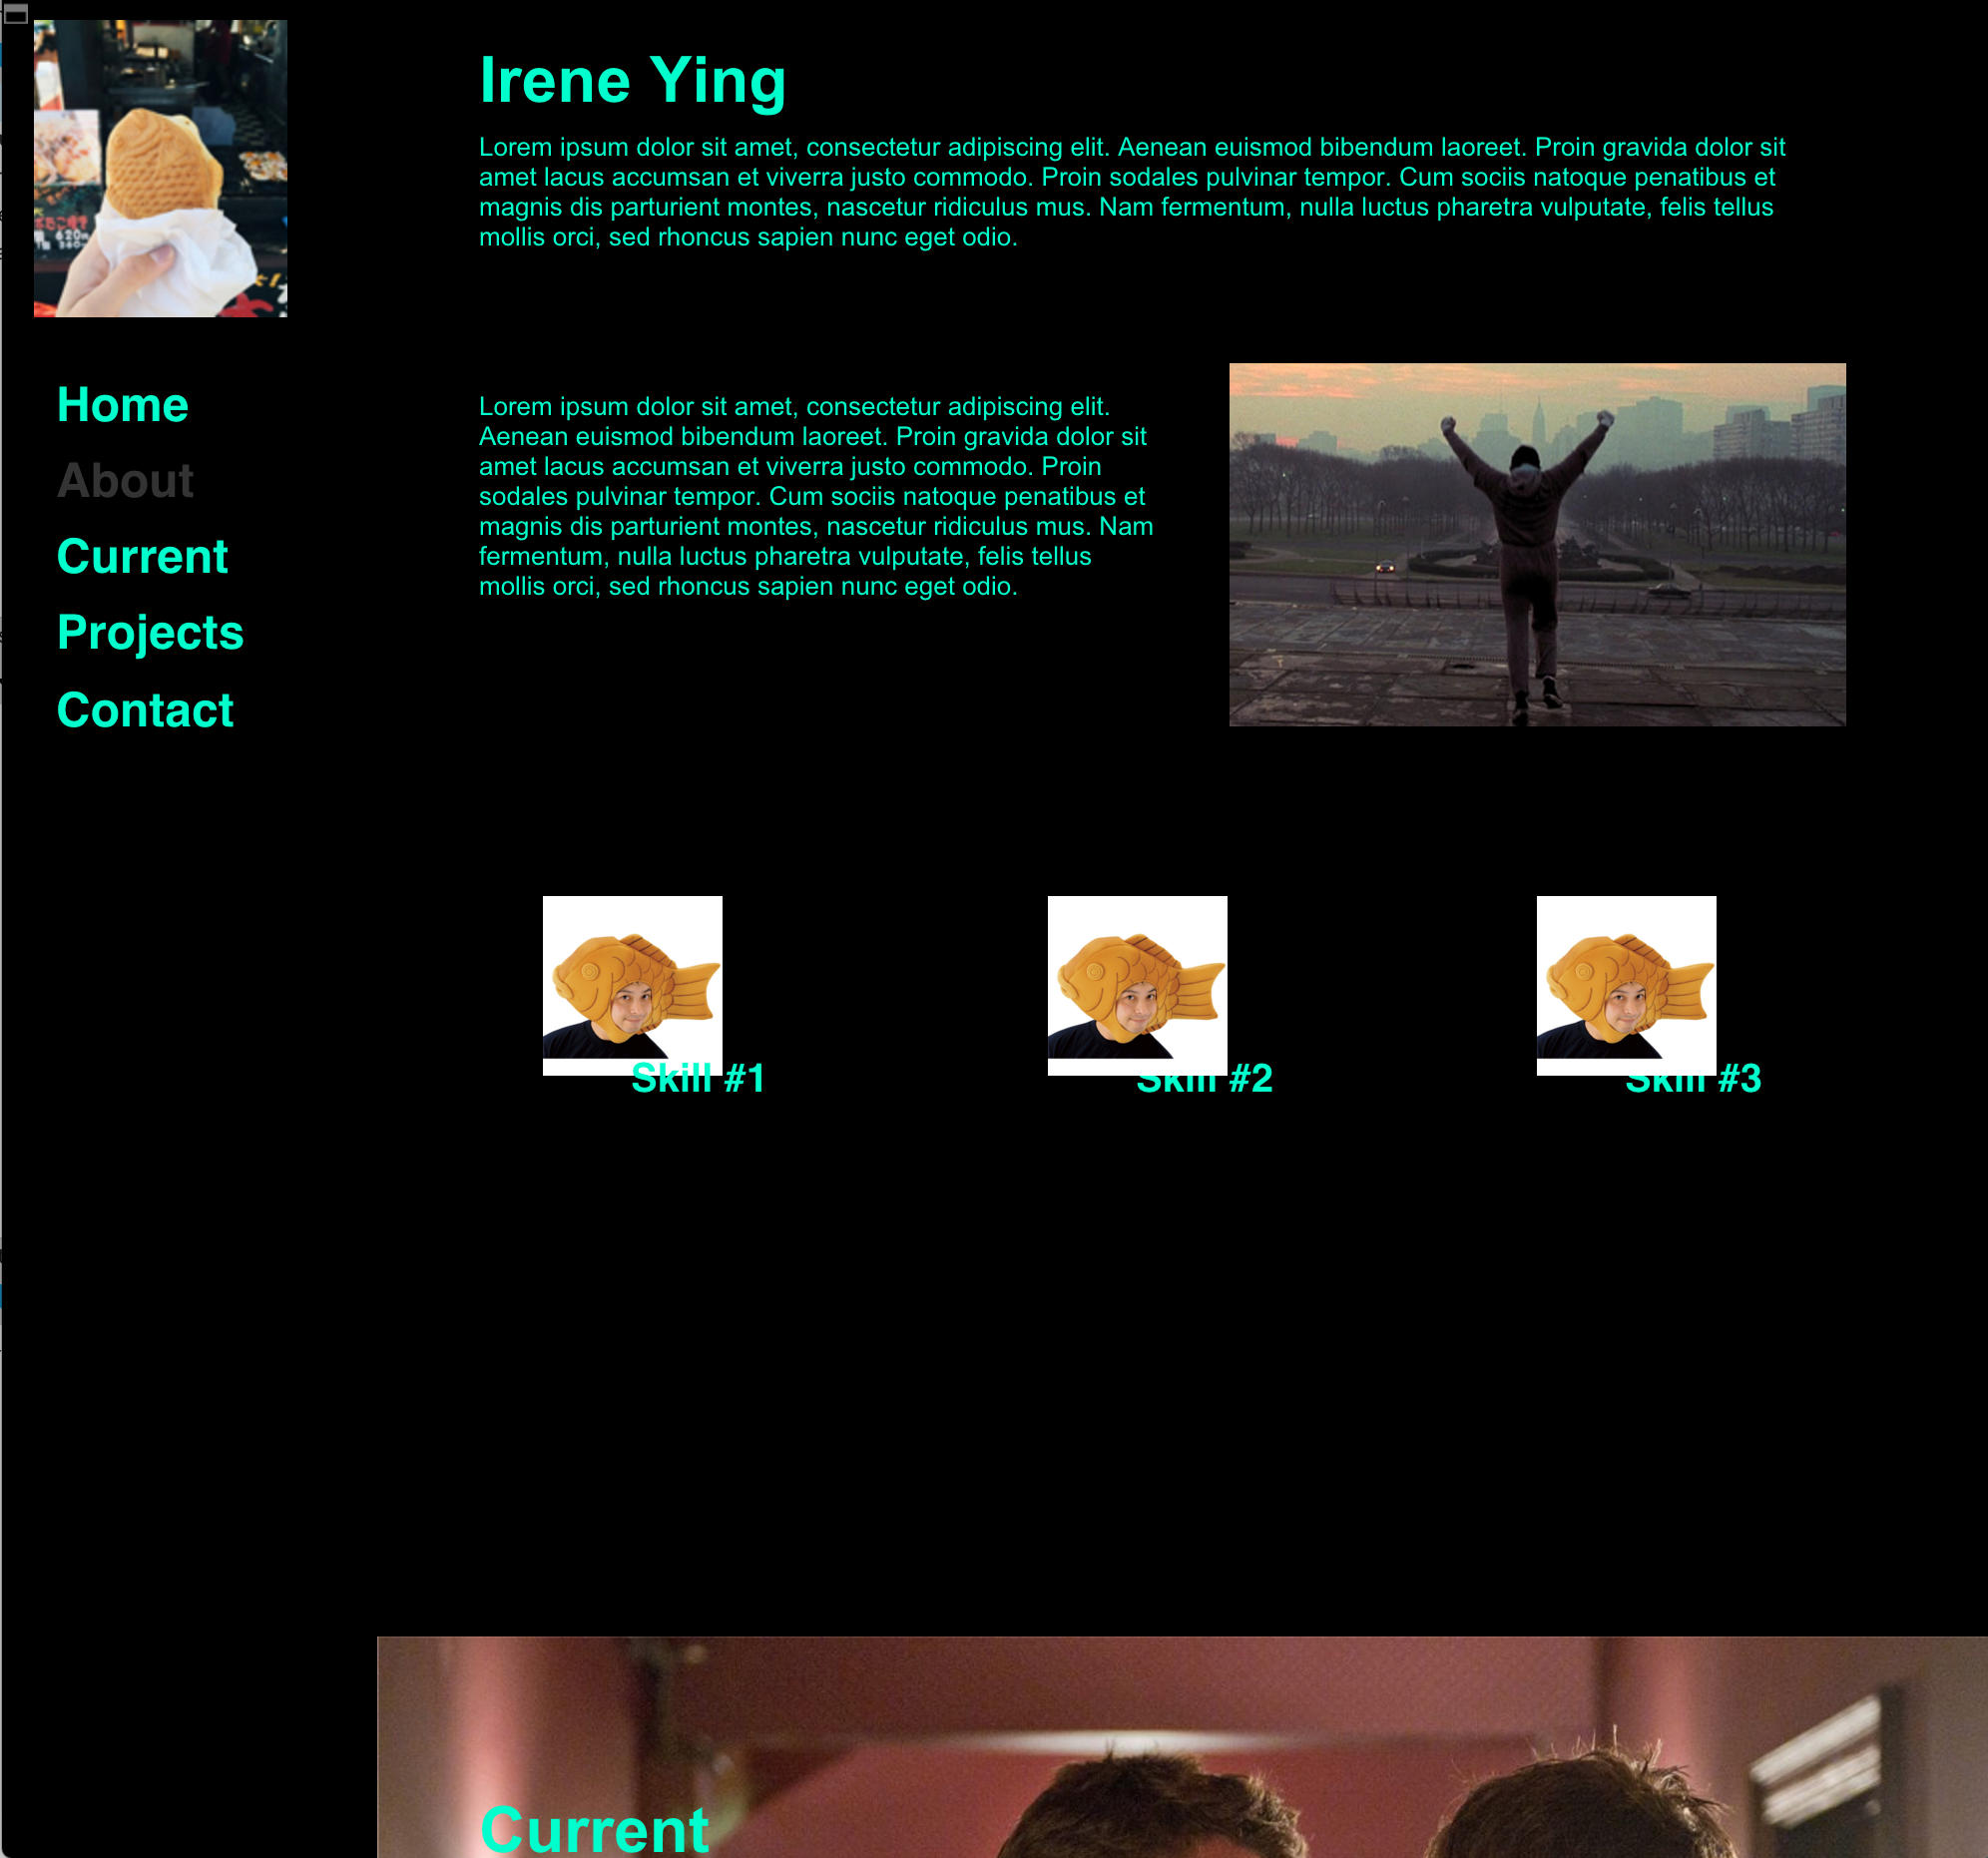 620
360
Irene Ying
Lorem ipsum dolor sit amet, consectetur adipiscing elit. Aenean euismod bibendum laoreet. Proin gravida dolor sit
amet lacus accumsan et viverra justo commodo. Proin sodales pulvinar tempor. Cum sociis natoque penatibus et
magnis dis parturient montes, nascetur ridiculus mus. Nam fermentum, nulla luctus pharetra vulputate, felis tellus
mollis orci, sed rhoncus sapien nunc eget odio.
Home
About
Current
Projects
Contact
Lorem ipsum dolor sit amet, consectetur adipiscing elit.
Aenean euismod bibendum laoreet. Proin gravida dolor sit
amet lacus accumsan et viverra justo commodo. Proin
sodales pulvinar tempor. Cum sociis natoque penatibus et
magnis dis parturient montes, nascetur ridiculus mus. Nam
fermentum, nulla luctus pharetra vulputate, felis tellus
mollis orci, sed rhoncus sapien nunc eget odio.
Skill #1
Skill #2
Skill #3
Current